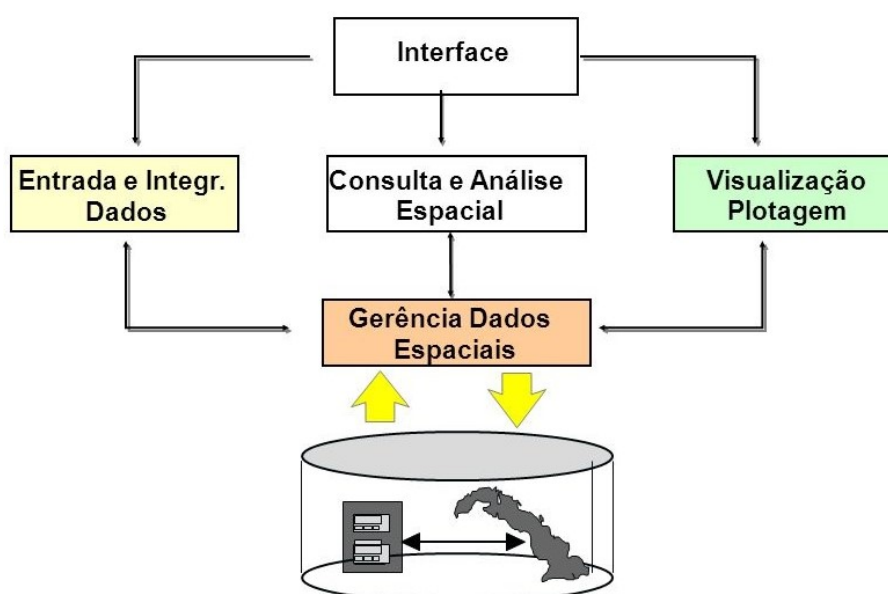 Interface
Entrada e Integr.
Dados
Consulta e Análise
Espacial
Visualização
Plotagem
Gerência Dados
Espaciais